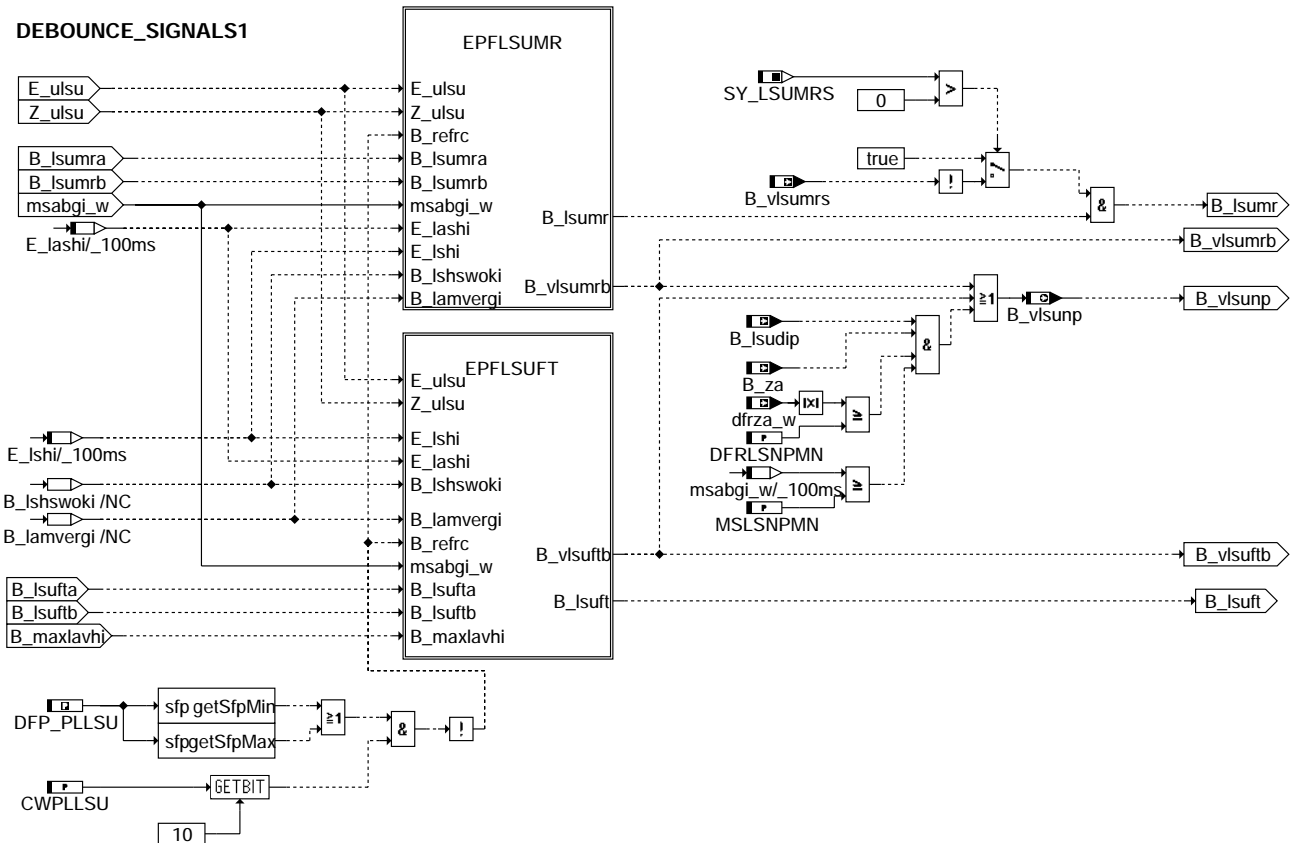 DEBOUNCE_SIGNALS1
EPFLSUMR
E_ulsu
Z_ulsu
B_lsumra
B_lsumrb
msabgi_w
E_lashi/_100ms
E_ulsu
Z_ulsu
B_refrc
B_lsumra
B_lsumrb
msabgi_w
E_lashi
E_lshi
B_lshswoki
B_lamvergi
B_lsumr
B_vlsumrb
SY_LSUMRS
0
>
true
B_vlsumrs
!
&
B_lsumr
B_vlsumrb
≥1
B_vlsunp
B_vlsunp
B_lsudip
B_za
&
dfrza_w
|X|
≥
DFRLSNPMN
P
msabgi_w/_100ms
≥
MSLSNPMN
P
EPFLSUFT
E_ulsu
Z_ulsu
E_lshi
E_lashi
B_lshswoki
B_lamvergi
B_refrc
msabgi_w
B_lsufta
B_lsuftb
B_maxlavhi
B_vlsuftb
B_lsuft
E_lshi/_100ms
B_lshswoki /NC
B_lamvergi /NC
B_lsufta
B_lsuftb
B_maxlavhi
B_vlsuftb
B_lsuft
DFP_PLLSU
sfp getSfpMin
sfpgetSfpMax
≥1
&
!
P
CWPLLSU
GETBIT
10